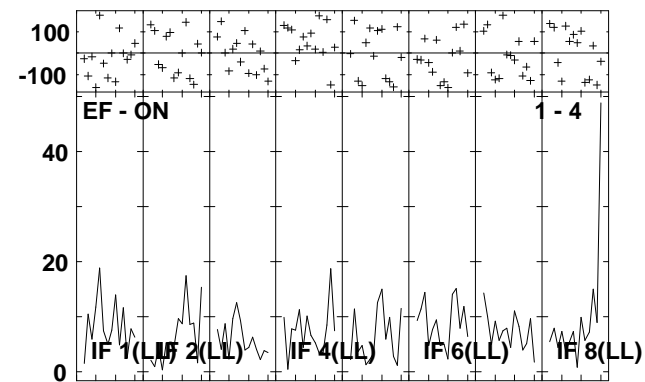 100
-100
EF - ON 1 - 4
40
20
IF 1(LL) IF 2(LL) IF 4(LL) IF 6(LL) IF 8(LL)
0